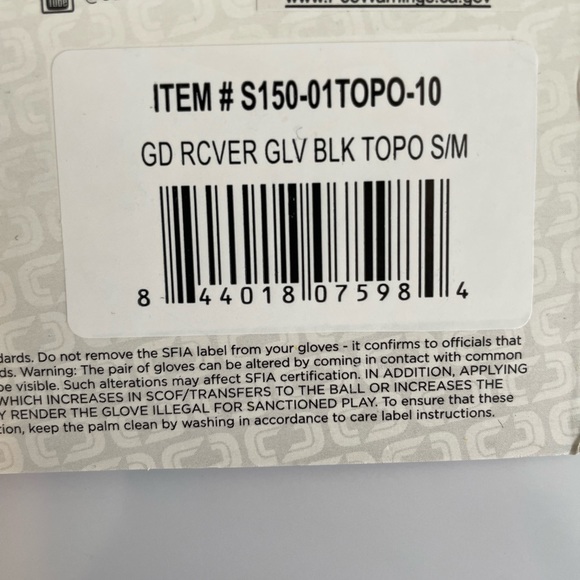 ITEM # S150-01TOPO-10
GD RCVER GLV BLK TOPO S/M
8 44018 07598 4
dards. Do not remove the SFIA label from your gloves - it confirms to officials that
ds. Warning: The pair of gloves can be altered by coming in contact with common
be visible. Such alterations may affect SFIA certification. IN ADDITION, APPLYING
WHICH INCREASES IN SCOF/TRANSFERS TO THE BALL OR INCREASES THE
Y RENDER THE GLOVE ILLEGAL FOR SANCTIONED PLAY. To ensure that these
tion, keep the palm clean by washing in accordance to care label instructions.